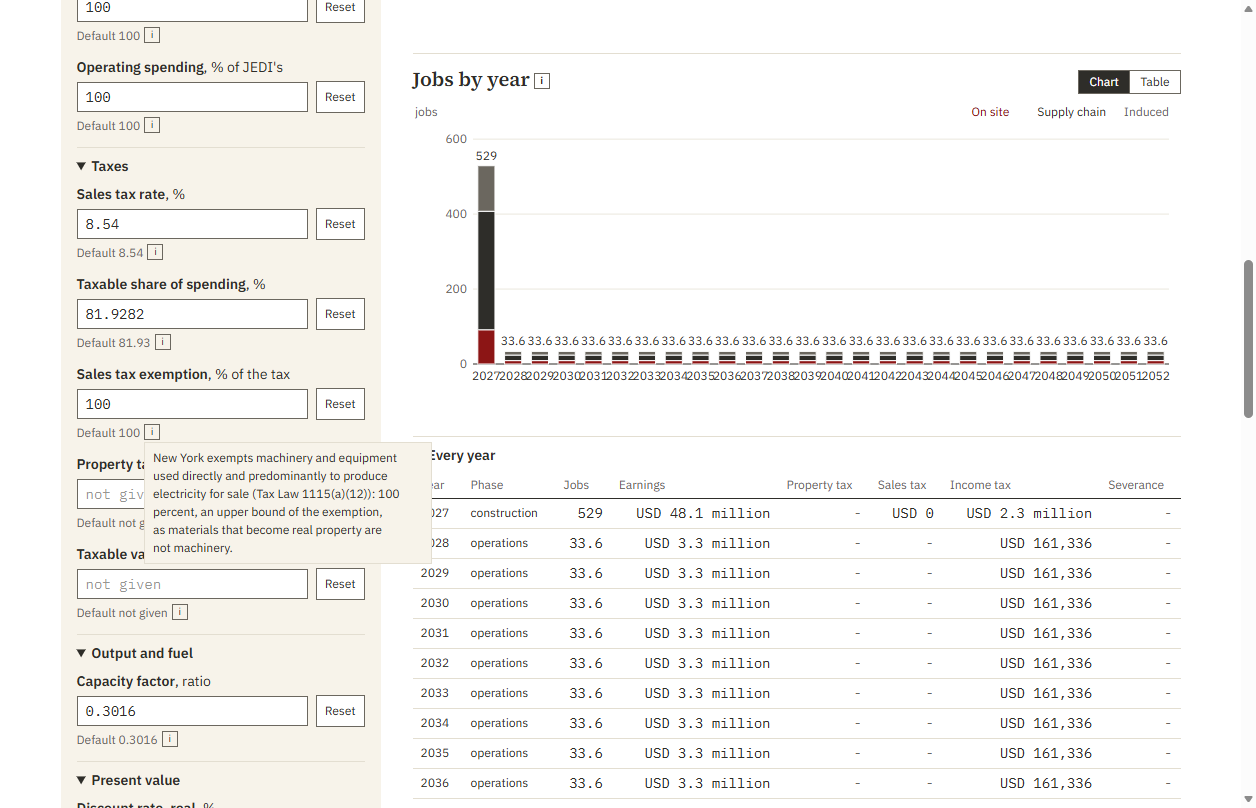 100
Reset
Default 100 i
Operating spending, % of JEDI's
100
Reset
Default 100 i
Taxes
Sales tax rate, %
8.54
Reset
Default 8.54 i
Taxable share of spending, %
81.9282
Reset
Default 81.93 i
Sales tax exemption, % of the tax
100
Reset
Default 100 i
New York exempts machinery and equipment
used directly and predominantly to produce
electricity for sale (Tax Law 1115(a)(12)): 100
percent, an upper bound of the exemption,
as materials that become real property are
not machinery.
Property ta
not giv
Default not g
Taxable va
not given
Reset
Default not given i
Output and fuel
Capacity factor, ratio
0.3016
Reset
Default 0.3016 i
Present value
Discount rate, real, %
Jobs by year i
Chart
Table
jobs
On site
Supply chain
Induced
600
529
400
200
33.6 33.6 33.6 33.6 33.6 33.6 33.6 33.6 33.6 33.6 33.6 33.6 33.6 33.6 33.6 33.6 33.6 33.6 33.6 33.6 33.6 33.6 33.6 33.6 33.6
0
2027 2028 2029 2030 2031 2032 2033 2034 2035 2036 2037 2038 2039 2040 2041 2042 2043 2044 2045 2046 2047 2048 2049 2050 2051 2052
Every year
ear Phase Jobs Earnings Property tax Sales tax Income tax Severance
027 construction 529 USD 48.1 million - USD 0 USD 2.3 million -
028 operations 33.6 USD 3.3 million - - USD 161,336 -
2029 operations 33.6 USD 3.3 million - - USD 161,336 -
2030 operations 33.6 USD 3.3 million - - USD 161,336 -
2031 operations 33.6 USD 3.3 million - - USD 161,336 -
2032 operations 33.6 USD 3.3 million - - USD 161,336 -
2033 operations 33.6 USD 3.3 million - - USD 161,336 -
2034 operations 33.6 USD 3.3 million - - USD 161,336 -
2035 operations 33.6 USD 3.3 million - - USD 161,336 -
2036 operations 33.6 USD 3.3 million - - USD 161,336 -